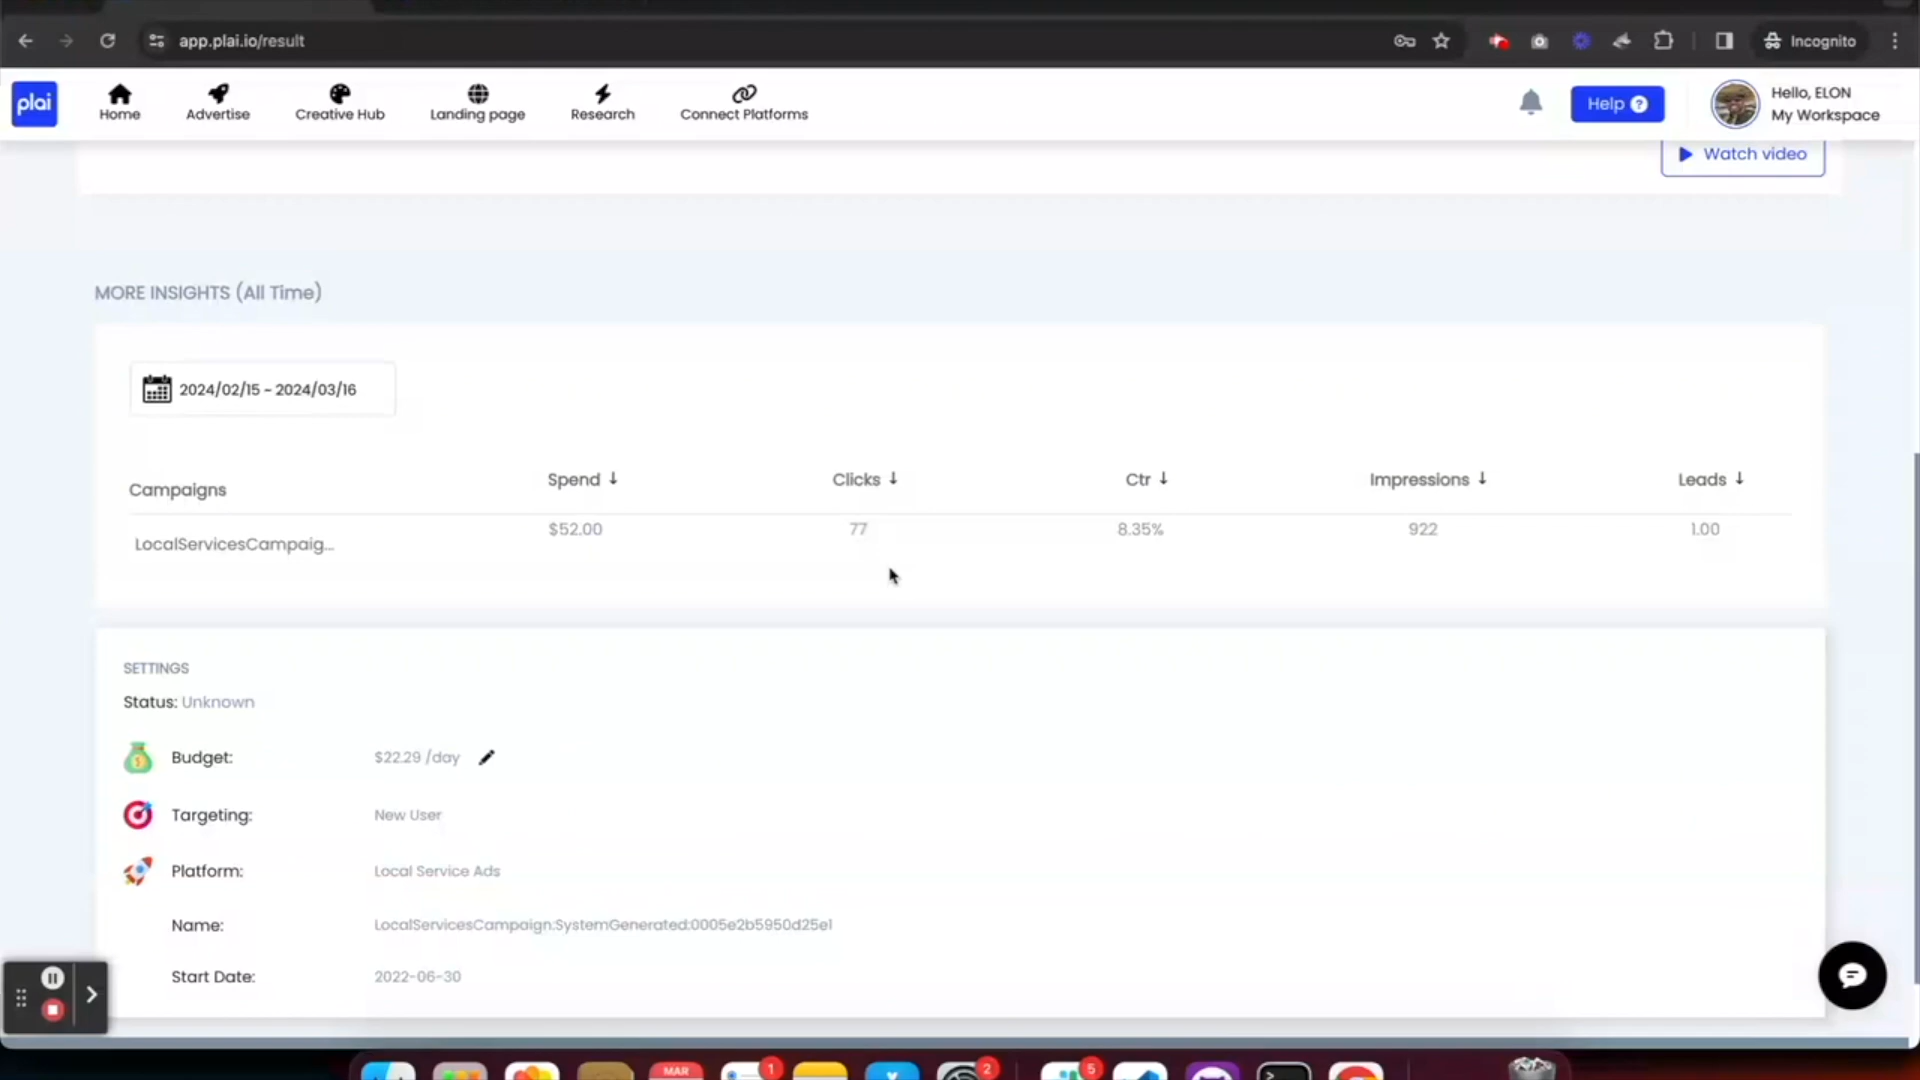 app.plai.io/result
Incognito
plai
Home
Advertise
Creative Hub
Landing page
Research
Connect Platforms
Help ?
Hello, ELON
My Workspace
Watch video
MORE INSIGHTS (All Time)
2024/02/15 - 2024/03/16
Campaigns Spend ↓ Clicks ↓ Ctr ↓ Impressions ↓ Leads ↓
LocalServicesCampaig... $52.00 77 8.35% 922 1.00
SETTINGS
Status: Unknown
Budget: $22.29 /day
Targeting: New User
Platform: Local Service Ads
Name: LocalServicesCampaign:SystemGenerated:0005e2b5950d25e1
Start Date: 2022-06-30
MAR
1
2
5